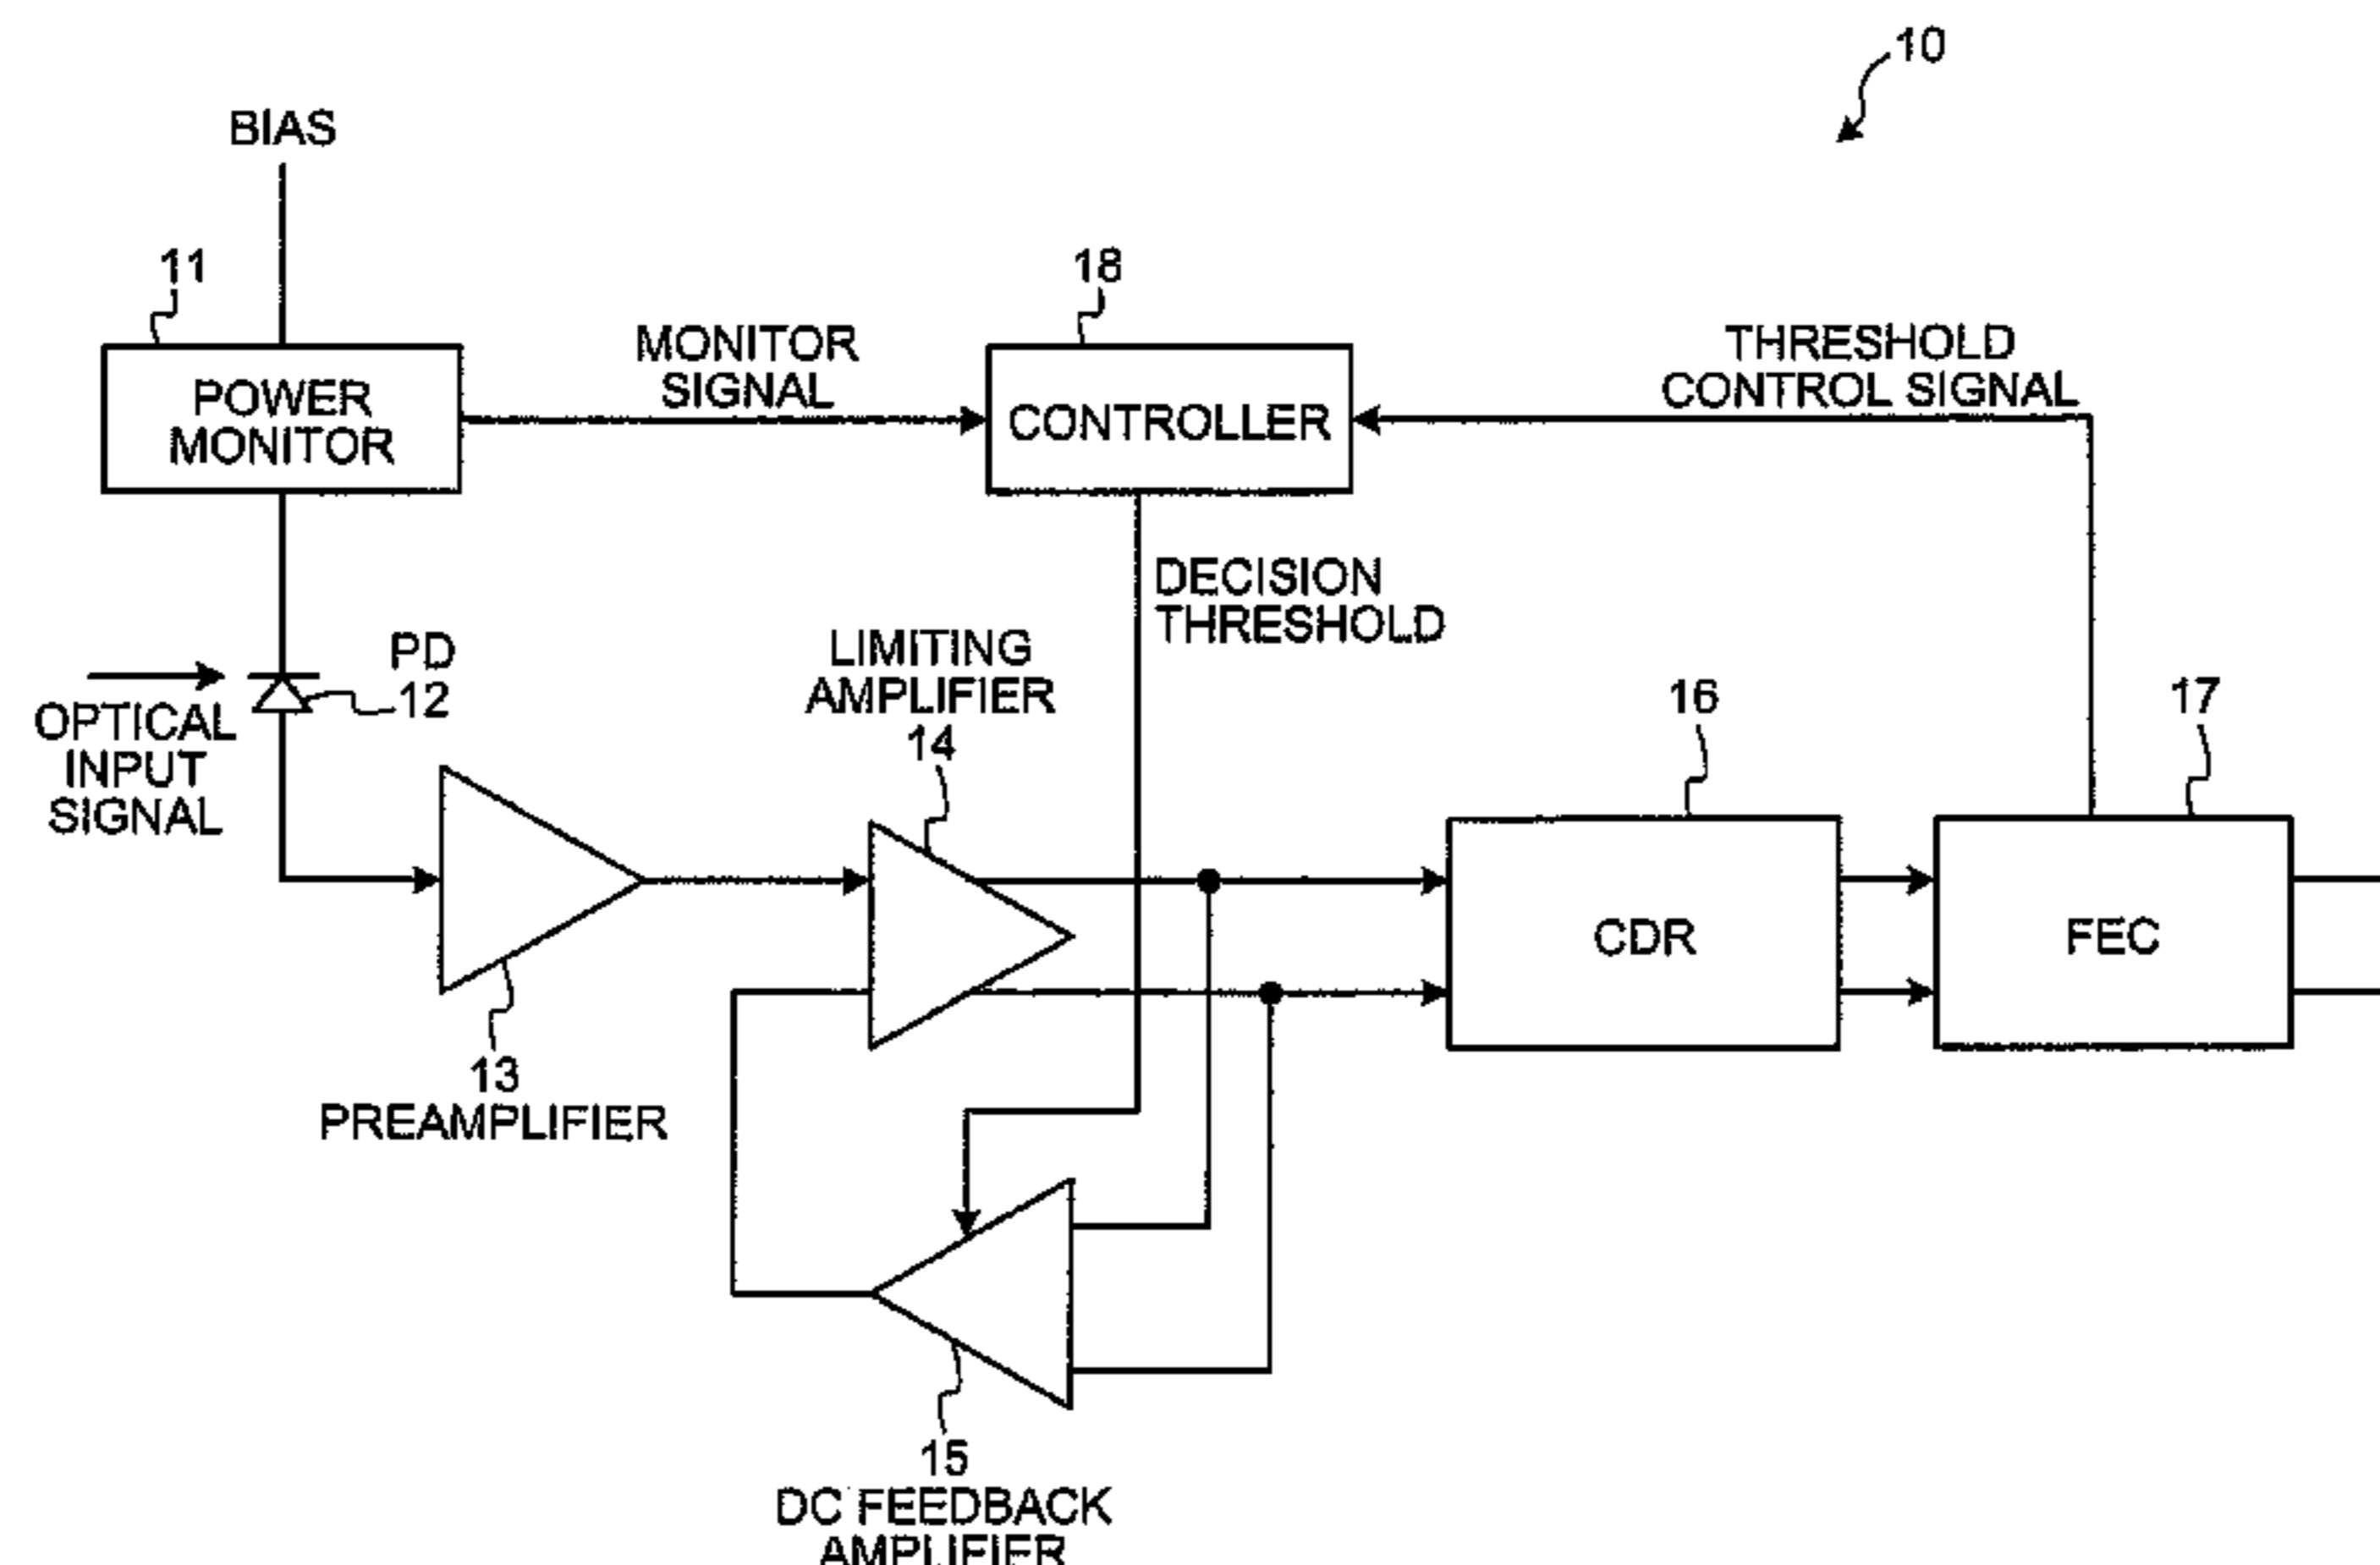 10
BIAS
11
18
POWER
MONITOR
MONITOR
SIGNAL
CONTROLLER
THRESHOLD
CONTROL SIGNAL
DECISION
THRESHOLD
PD
12
OPTICAL
INPUT
SIGNAL
LIMITING
AMPLIFIER
14
16
17
CDR
FEC
13
PREAMPLIFIER
15
DC FEEDBACK
AMPLIFIER